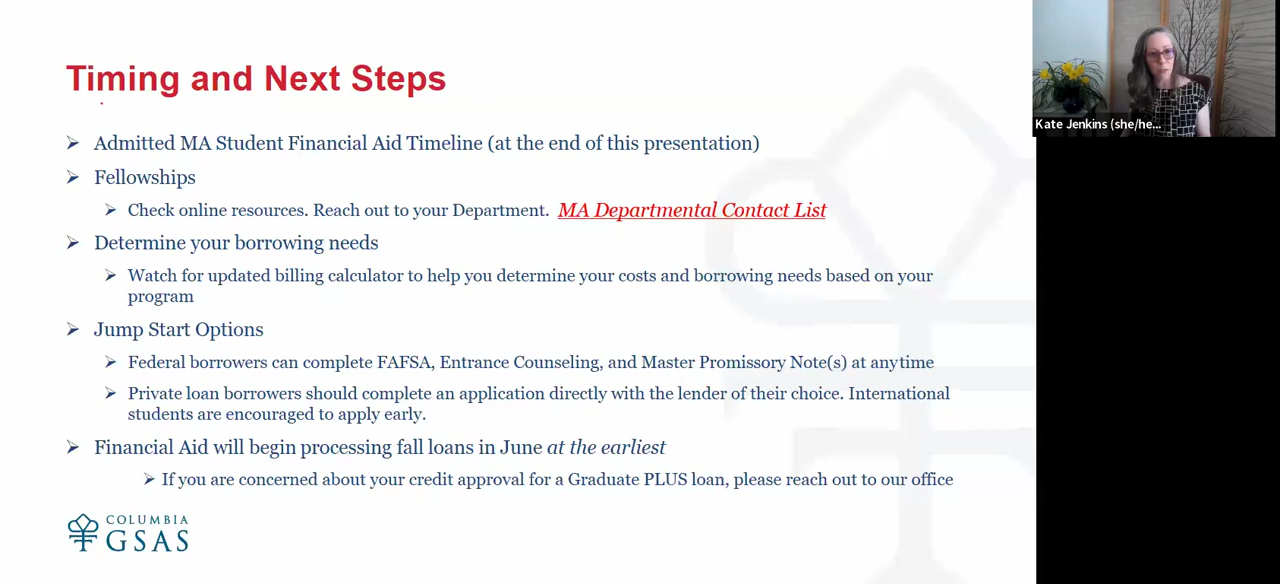 Timing and Next Steps
Admitted MA Student Financial Aid Timeline (at the end of this presentation)
Fellowships
Check online resources. Reach out to your Department. MA Departmental Contact List
Determine your borrowing needs
Watch for updated billing calculator to help you determine your costs and borrowing needs based on your
program
Jump Start Options
Federal borrowers can complete FAFSA, Entrance Counseling, and Master Promissory Note(s) at anytime
Private loan borrowers should complete an application directly with the lender of their choice. International
students are encouraged to apply early.
Financial Aid will begin processing fall loans in June at the earliest
If you are concerned about your credit approval for a Graduate PLUS loan, please reach out to our office
COLUMBIA
GSAS
Kate Jenkins (she/he...